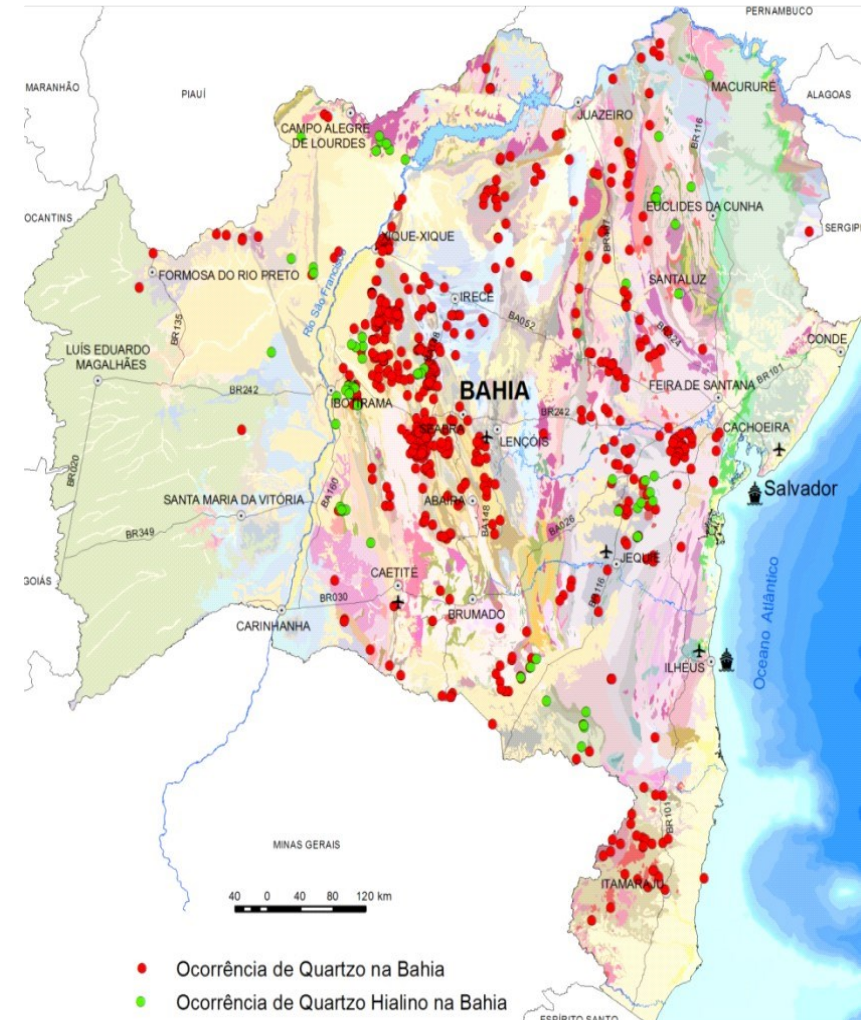 PERNAMBUCO
MARANHÃO
PIAUÍ
MACURURÉ
ALAGOAS
JUAZEIRO
CAMPO ALEGRE
DE LOURDES
BR116
EUCLIDES DA CUNHA
OCANTINS
SERGIP
XIQUE-XIQUE
FORMOSA DO RIO PRETO
Rio São Francisco
SANTALUZ
IRECÊ
BA052
BR135
CONDE
LUÍS EDUARDO
MAGALHÃES
BR101
FEIRA DE SANTANA
BR242
BAHIA
IBOTIRAMA
BR242
SEABRA
CACHOEIRA
LENÇÓIS
BR020
Salvador
SANTA MARIA DA VITÓRIA
BA160
ABAÍRA
BA148
BA026
BR349
JEQUIÉ
GOIÁS
CAETITÉ
BR030
BR116
BRUMADO
CARINHANHA
Oceano Atlântico
ILHÉUS
BR101
MINAS GERAIS
ITAMARAJU
40 0 40 80 120 km
Ocorrência de Quartzo na Bahia
Ocorrência de Quartzo Hialino na Bahia
ESPÍRITO SANTO